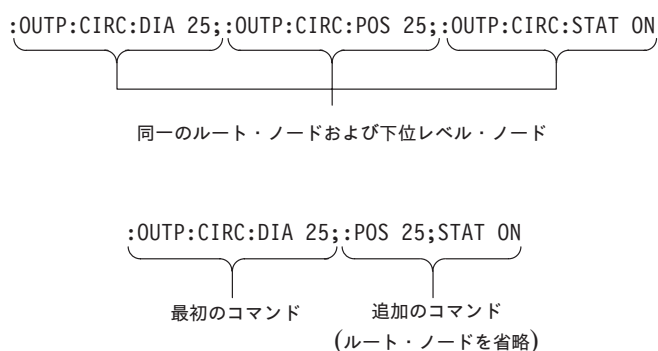 :OUTP:CIRC:DIA 25;:OUTP:CIRC:POS 25;:OUTP:CIRC:STAT ON
同一のルート・ノードおよび下位レベル・ノード
:OUTP:CIRC:DIA 25;:POS 25;STAT ON
最初のコマンド 追加のコマンド
(ルート・ノードを省略)